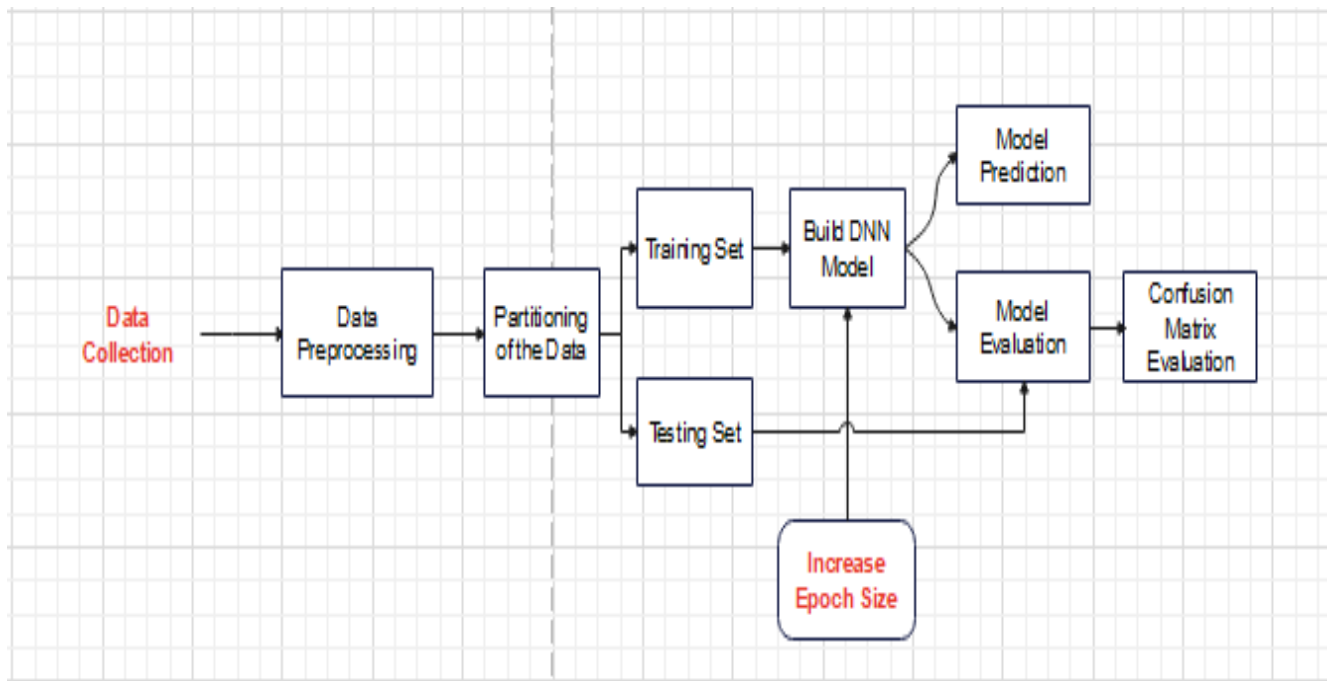 Data
Collection
Data
Preprocessing
Partitioning
of the Data
Training Set
Testing Set
Build DNN
Model
Increase
Epoch Size
Model
Prediction
Model
Evaluation
Confusion
Matrix
Evaluation